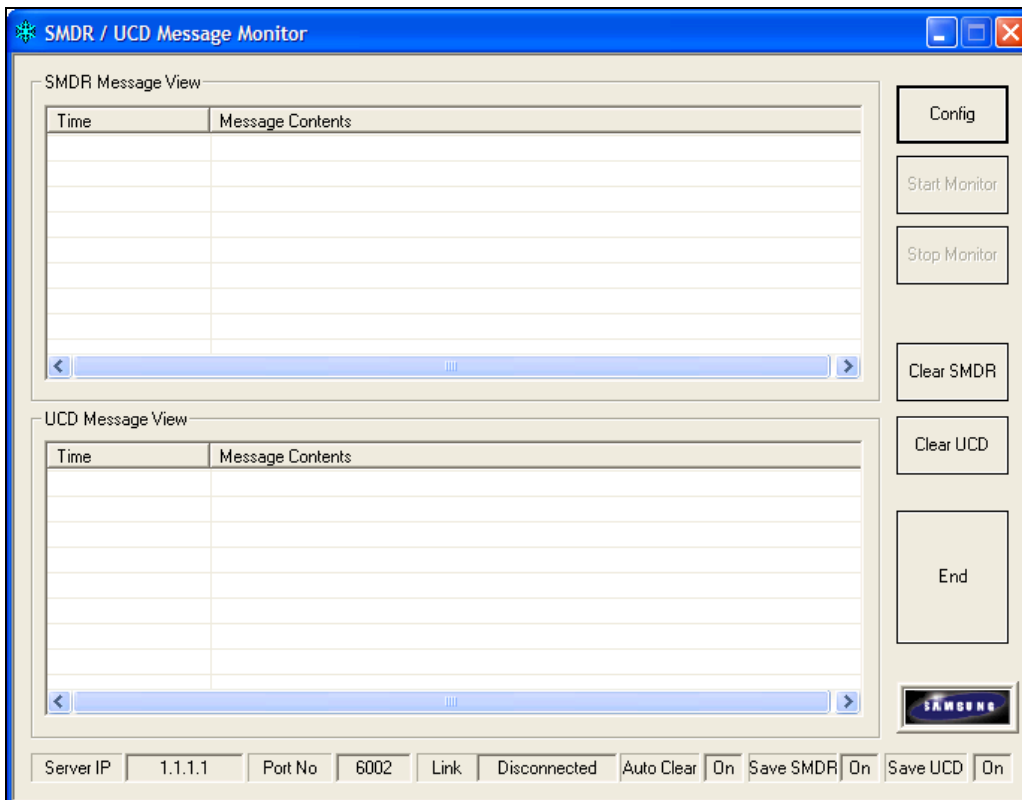 SMDR / UCD Message Monitor
SMDR Message View
Time Message Contents
Config
Start Monitor
Stop Monitor
Clear SMDR
UCD Message View
Time Message Contents
Clear UCD
End
SAMSUNG
Server IP 1.1.1.1 Port No 6002 Link Disconnected Auto Clear On Save SMDR On Save UCD On